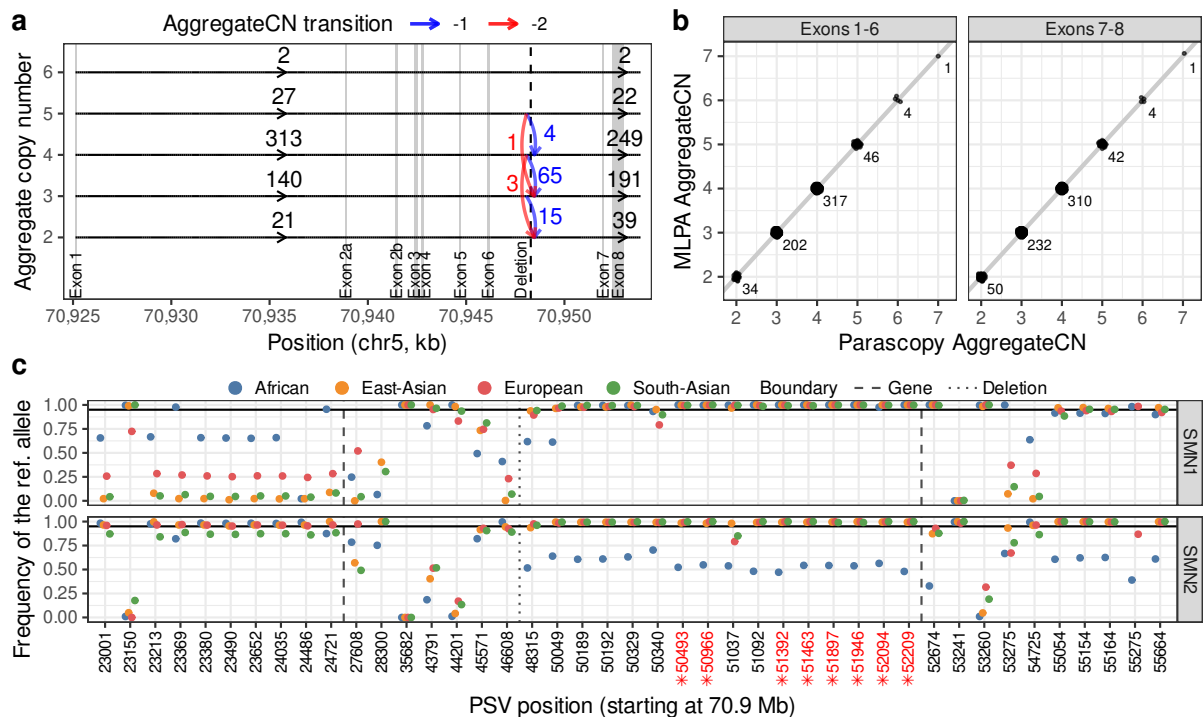 a
AggregateCN transition -1 -2
Aggregate copy number
6
5
4
3
2
2 2
27 22
313 249
140 191
21 39
1
3
4
65
15
Exon 1
Exon 2a
Exon 2b
Exon 3
Exon 4
Exon 5
Exon 6
Deletion
Exon 7
Exon 8
70,925 70,930 70,935 70,940 70,945 70,950
Position (chr5, kb)
b
Exons 1-6 Exons 7-8
MLPA AggregateCN
7
6
5
4
3
2
1
4
46
317
202
34
1
4
42
310
232
50
2 3 4 5 6 7 2 3 4 5 6 7
Parascopy AggregateCN
c
African East-Asian European South-Asian Boundary Gene Deletion
Frequency of the ref. allele
1.00
0.75
0.50
0.25
0.00
SMN1
1.00
0.75
0.50
0.25
0.00
SMN2
23001 23150 23213 23369 23380 23490 23652 24035 24486 24721 27608 28300 35682 43791 44201 45571 46608 48315 50049 50189 50192 50329 50340 ✳50493 ✳50966 51037 51092 ✳51392 ✳51463 ✳51897 ✳51946 ✳52094 ✳52209 52674 53241 53260 53275 54725 55054 55154 55164 55275 55664
PSV position (starting at 70.9 Mb)